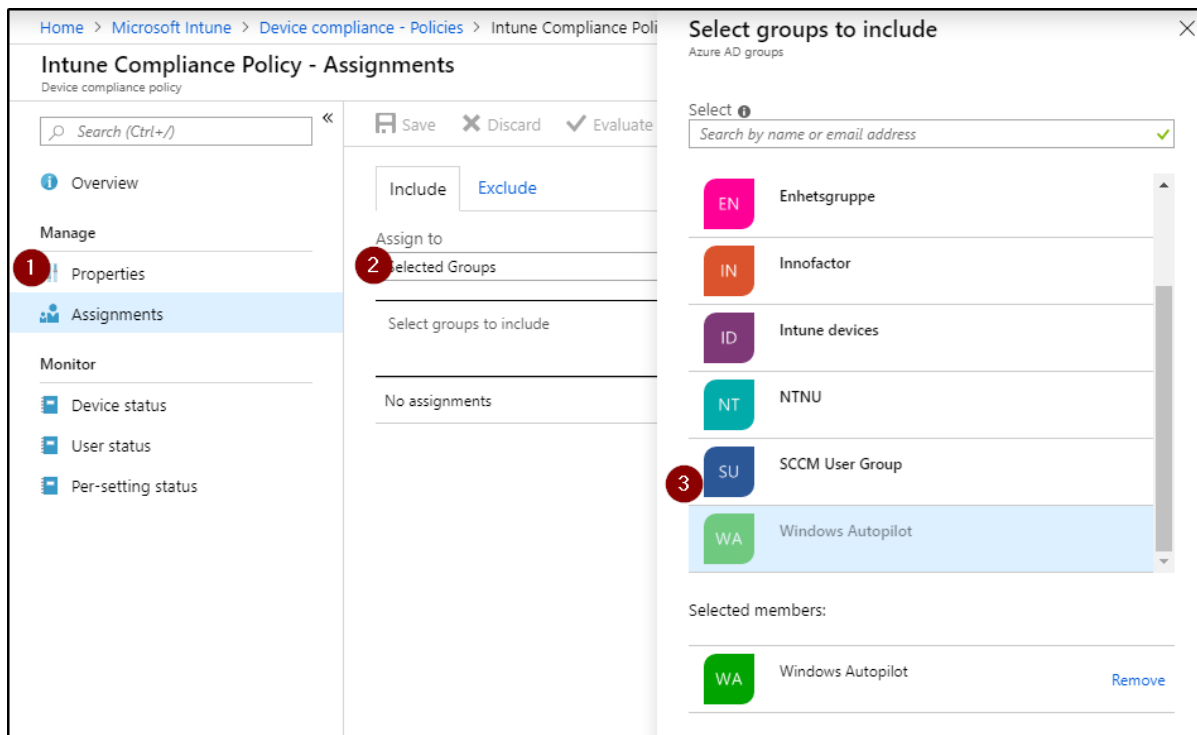 Home > Microsoft Intune > Device compliance - Policies > Intune Compliance Poli
Intune Compliance Policy - Assignments
Device compliance policy
Search (Ctrl+/)
«
Overview
Manage
1
Properties
Assignments
Monitor
Device status
User status
Per-setting status
Save Discard Evaluate
Include Exclude
Assign to
2
elected Groups
Select groups to include
No assignments
Select groups to include
Azure AD groups
Select
Search by name or email address
EN Enhetsgruppe
IN Innofactor
ID Intune devices
NT NTNU
SU SCCM User Group
3
WA Windows Autopilot
Selected members:
WA Windows Autopilot Remove